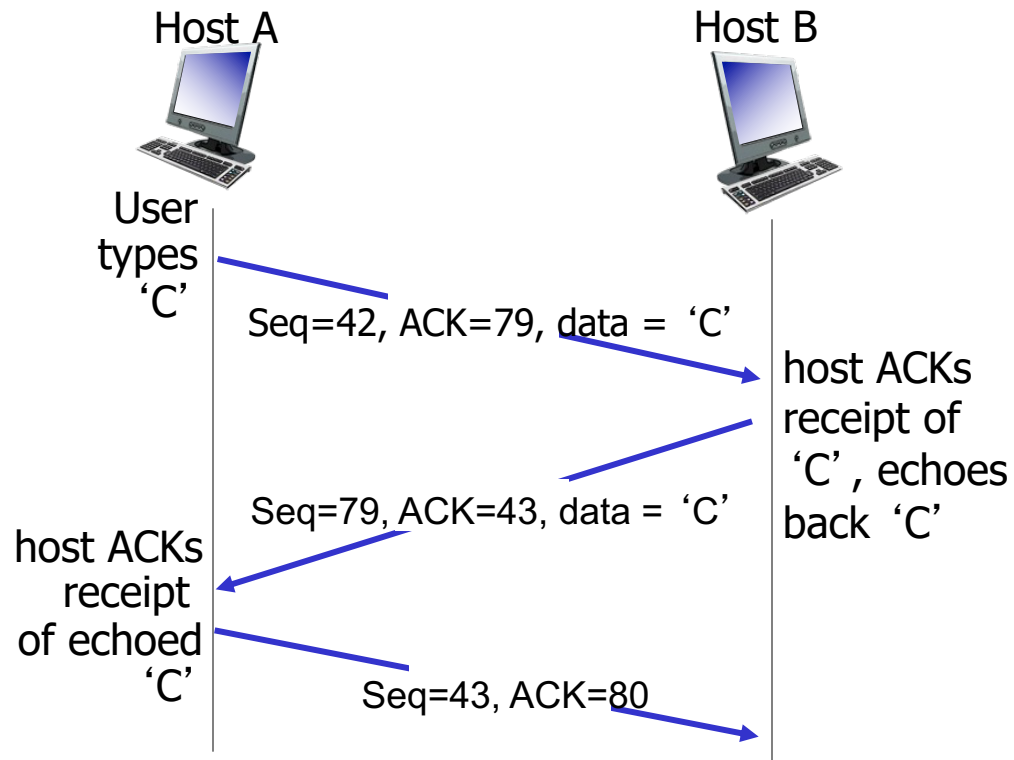 Host A
Host B
User
types
‘C’
Seq=42, ACK=79, data = ‘C’
host ACKs
receipt of
‘C’, echoes
back ‘C’
Seq=79, ACK=43, data = ‘C’
host ACKs
receipt
of echoed
‘C’
Seq=43, ACK=80